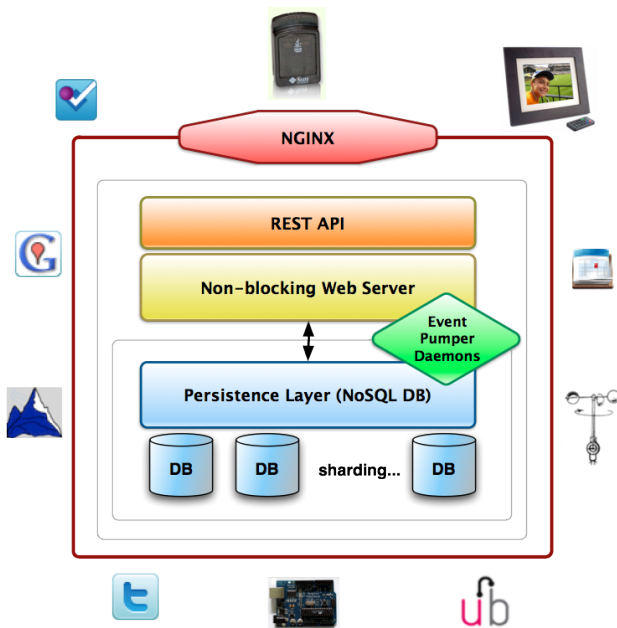 NGINX
REST API
Non-blocking Web Server
Event
Pumper
Daemons
Persistence Layer (NoSQL DB)
DB
DB
sharding...
DB
Sun
ub